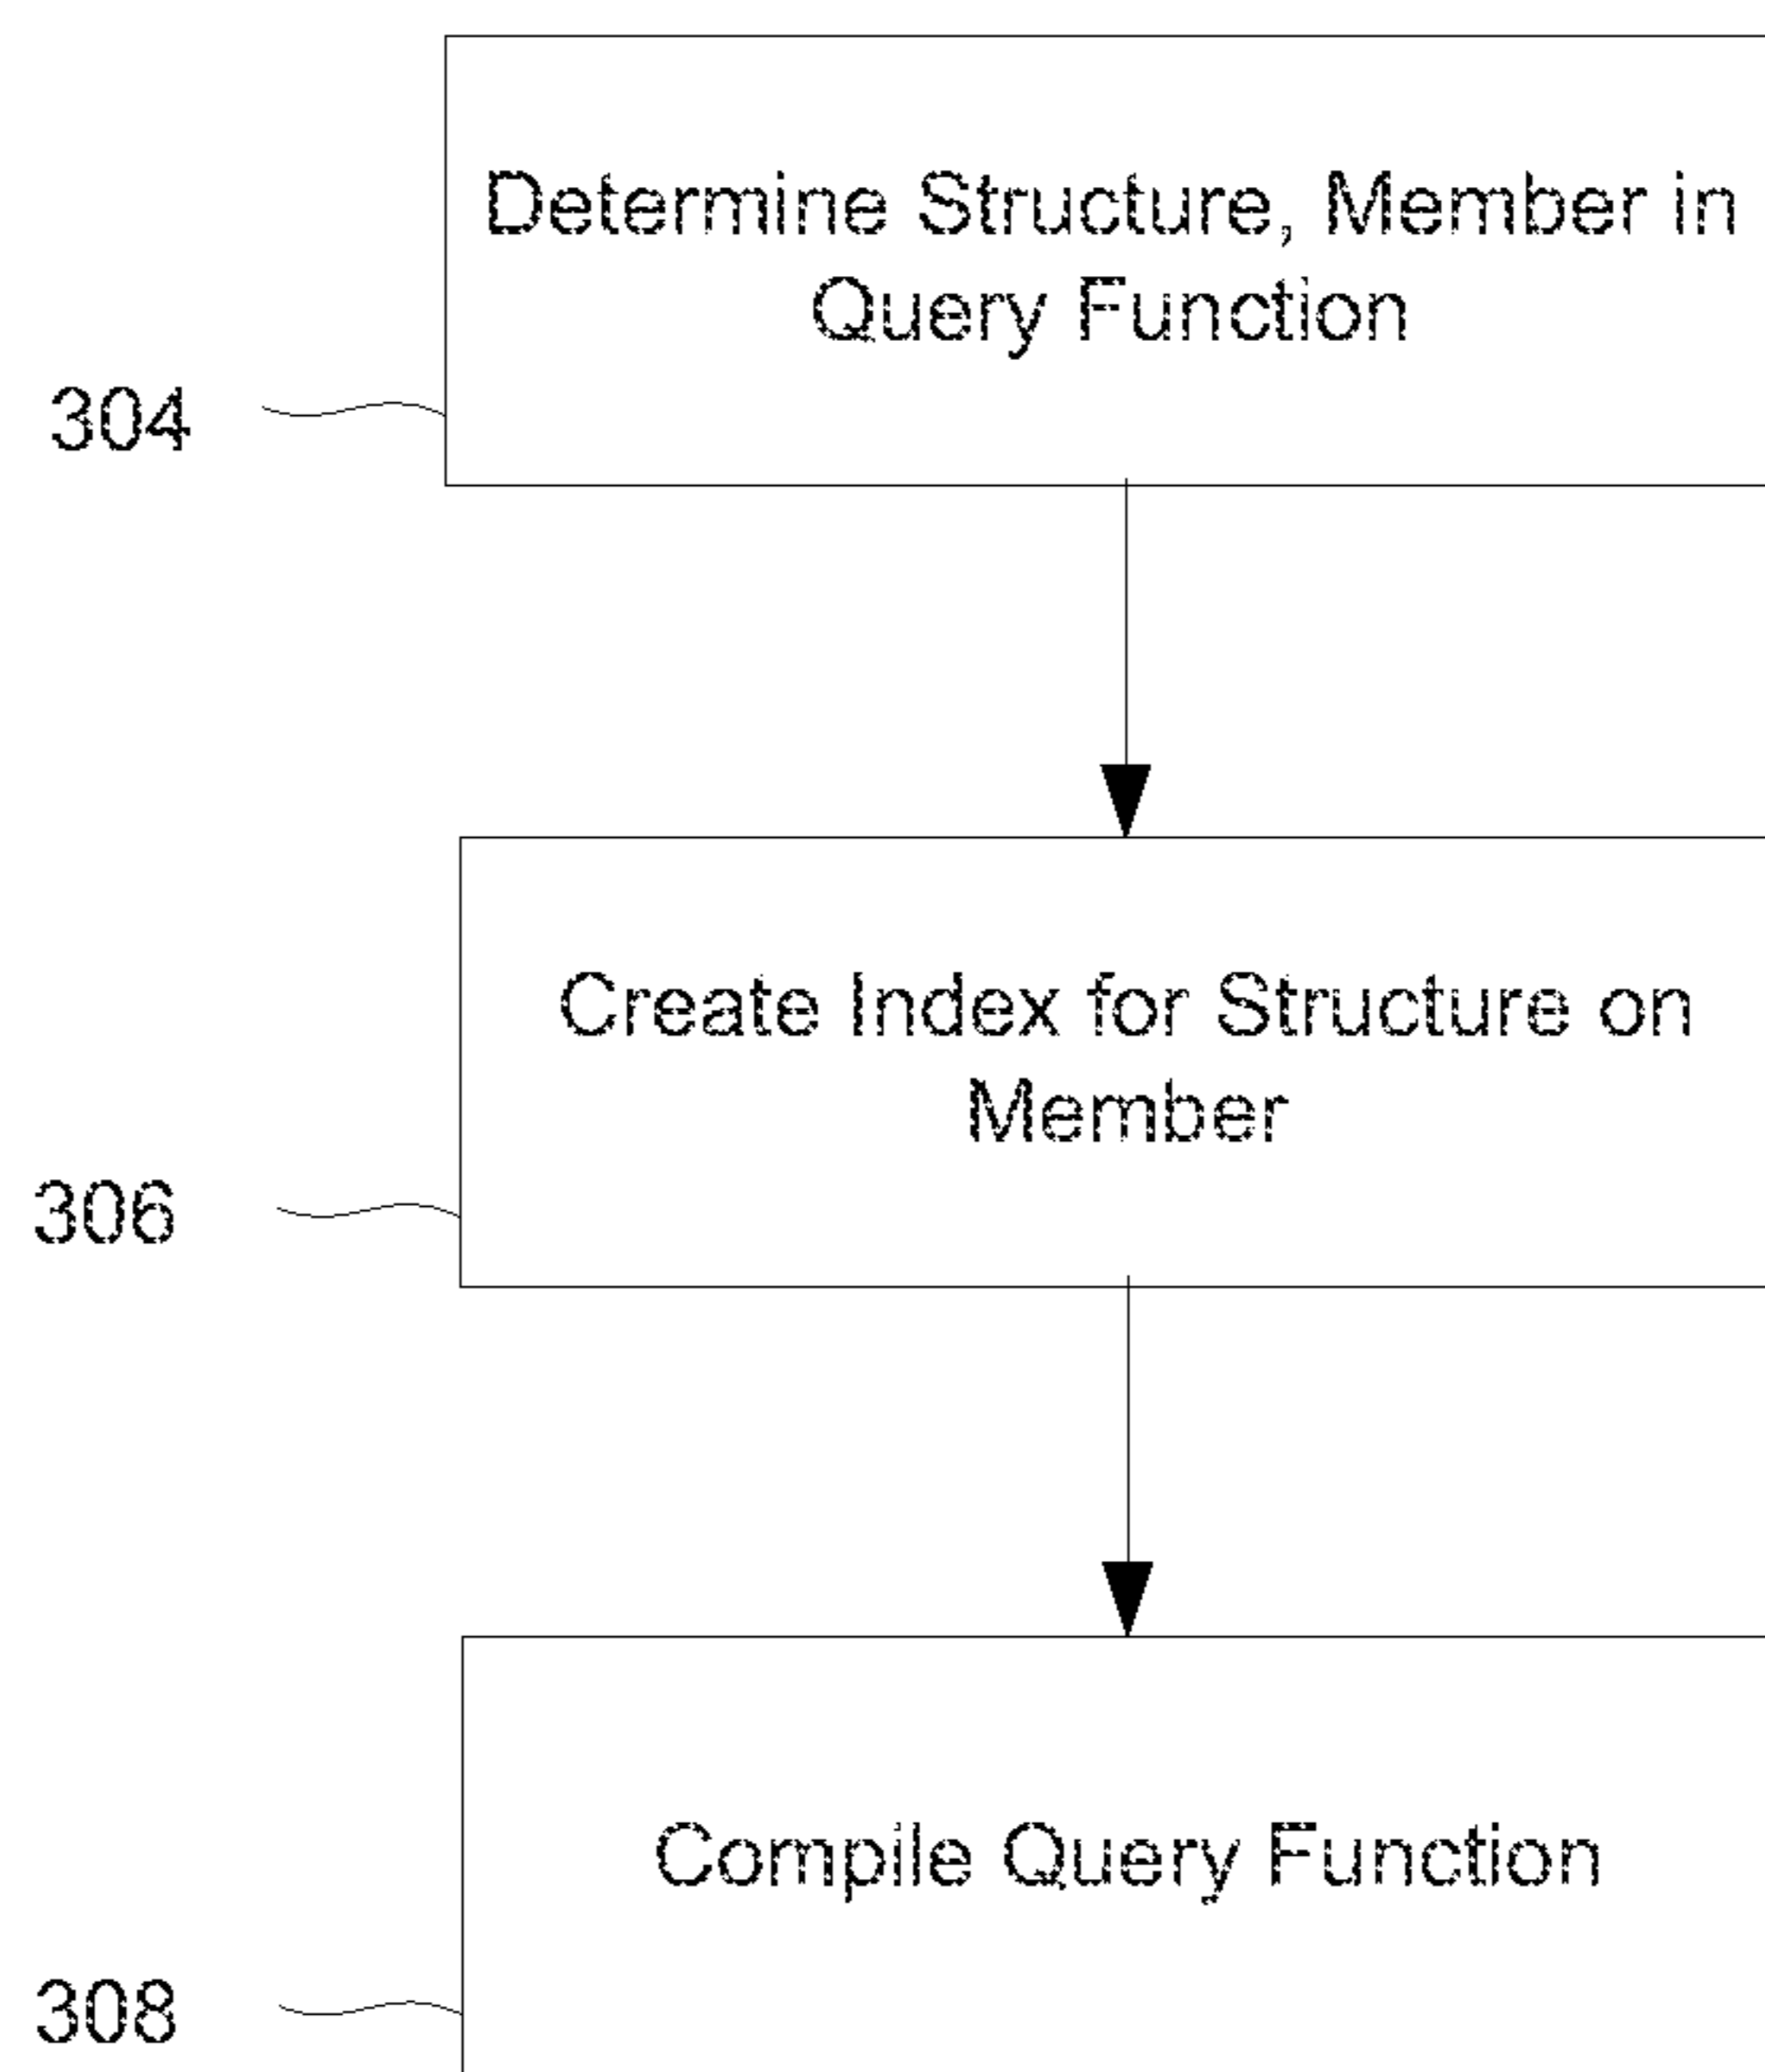 Determine Structure, Member in
Query Function
304
Create Index for Structure on
Member
306
Compile Query Function
308